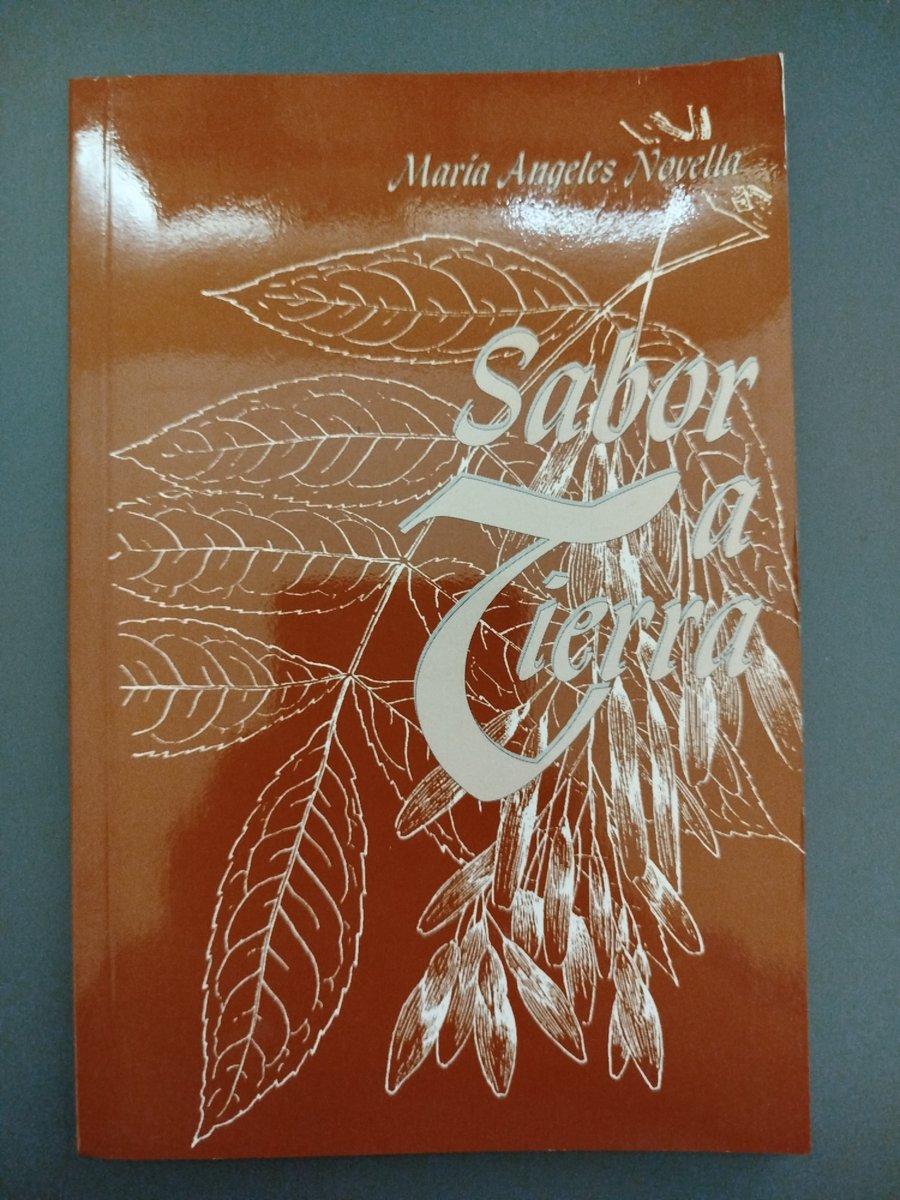 María Angeles Novella
Sabor
a
Tierra